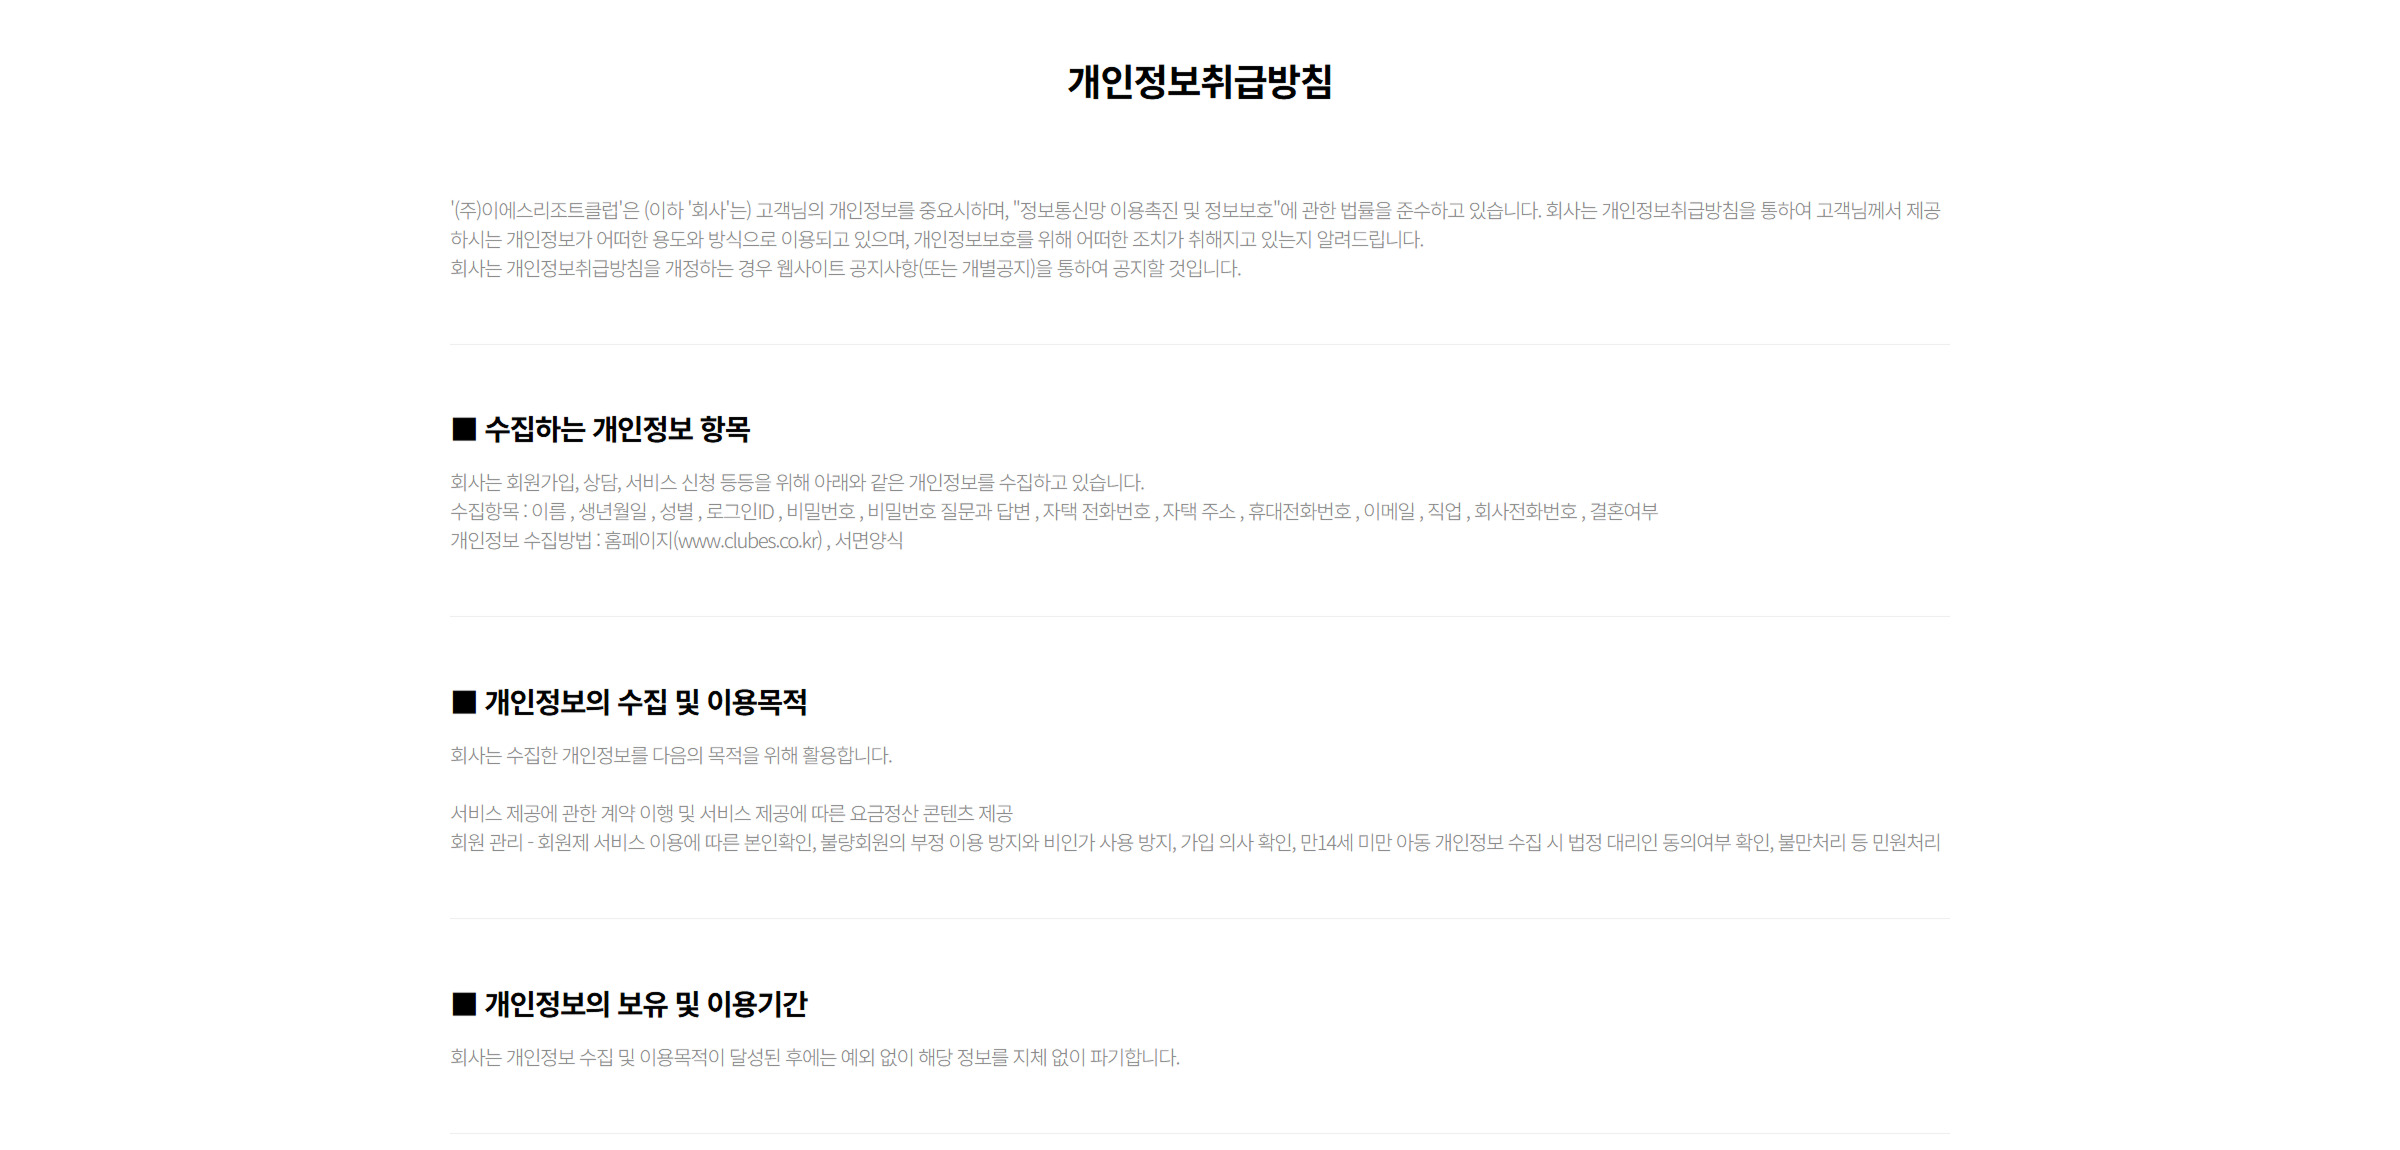 개인정보취급방침
'(주)이에스리조트클럽'은 (이하 '회사'는) 고객님의 개인정보를 중요시하며, "정보통신망 이용촉진 및 정보보호"에 관한 법률을 준수하고 있습니다. 회사는 개인정보취급방침을 통하여 고객님께서 제공
하시는 개인정보가 어떠한 용도와 방식으로 이용되고 있으며, 개인정보보호를 위해 어떠한 조치가 취해지고 있는지 알려드립니다.
회사는 개인정보취급방침을 개정하는 경우 웹사이트 공지사항(또는 개별공지)을 통하여 공지할 것입니다.
■ 수집하는 개인정보 항목
회사는 회원가입, 상담, 서비스 신청 등등을 위해 아래와 같은 개인정보를 수집하고 있습니다.
수집항목 : 이름 , 생년월일 , 성별 , 로그인ID , 비밀번호 , 비밀번호 질문과 답변 , 자택 전화번호 , 자택 주소 , 휴대전화번호 , 이메일 , 직업 , 회사전화번호 , 결혼여부
개인정보 수집방법 : 홈페이지(www.clubes.co.kr) , 서면양식
■ 개인정보의 수집 및 이용목적
회사는 수집한 개인정보를 다음의 목적을 위해 활용합니다.
서비스 제공에 관한 계약 이행 및 서비스 제공에 따른 요금정산 콘텐츠 제공
회원 관리 - 회원제 서비스 이용에 따른 본인확인, 불량회원의 부정 이용 방지와 비인가 사용 방지, 가입 의사 확인, 만14세 미만 아동 개인정보 수집 시 법정 대리인 동의여부 확인, 불만처리 등 민원처리
■ 개인정보의 보유 및 이용기간
회사는 개인정보 수집 및 이용목적이 달성된 후에는 예외 없이 해당 정보를 지체 없이 파기합니다.